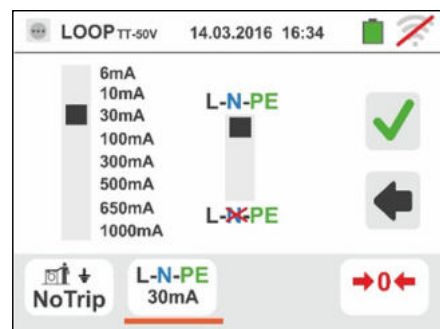 LOOP TT-50V 14.03.2016 16:34
6mA
10mA
30mA
100mA
300mA
500mA
650mA
1000mA
L-N-PE
L-N-PE
NoTrip
L-N-PE
30mA
→0←